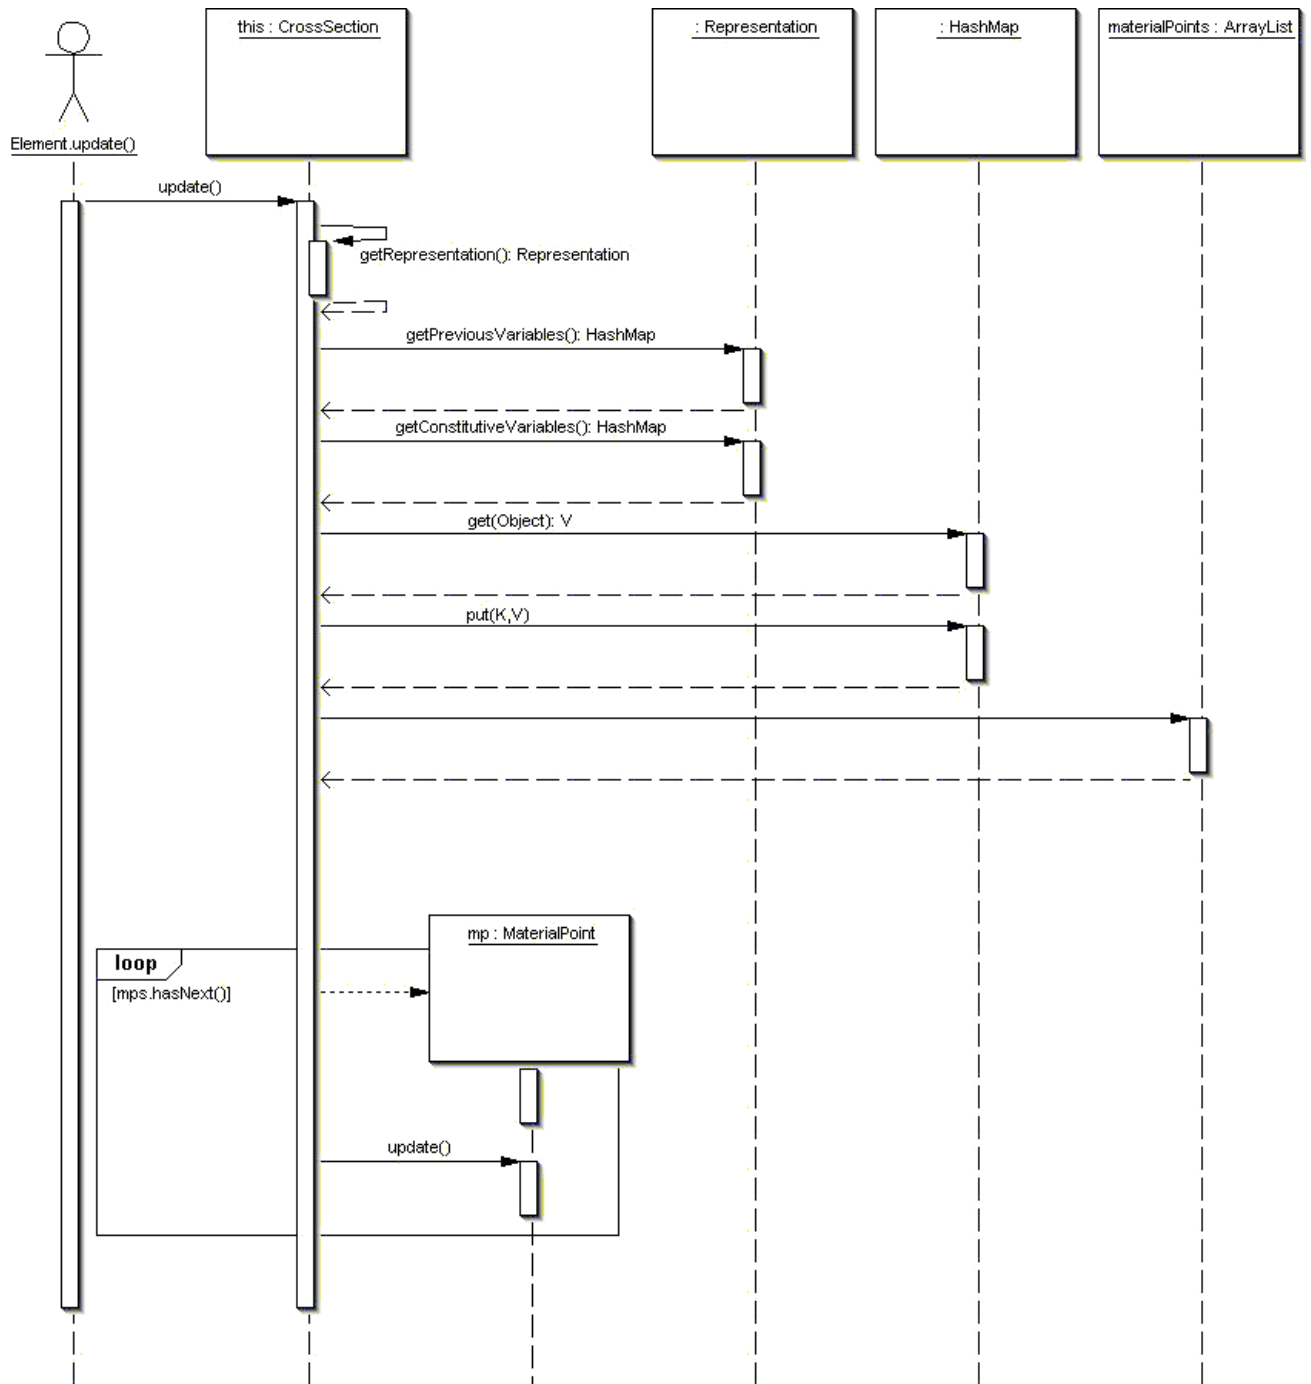 this : CrossSection
: Representation
: HashMap
materialPoints : ArrayList
Element.update()
update()
getRepresentation(): Representation
getPreviousVariables(): HashMap
getConstitutiveVariables(): HashMap
get(Object): V
put(K,V)
mp : MaterialPoint
loop
[mps.hasNext()]
update()